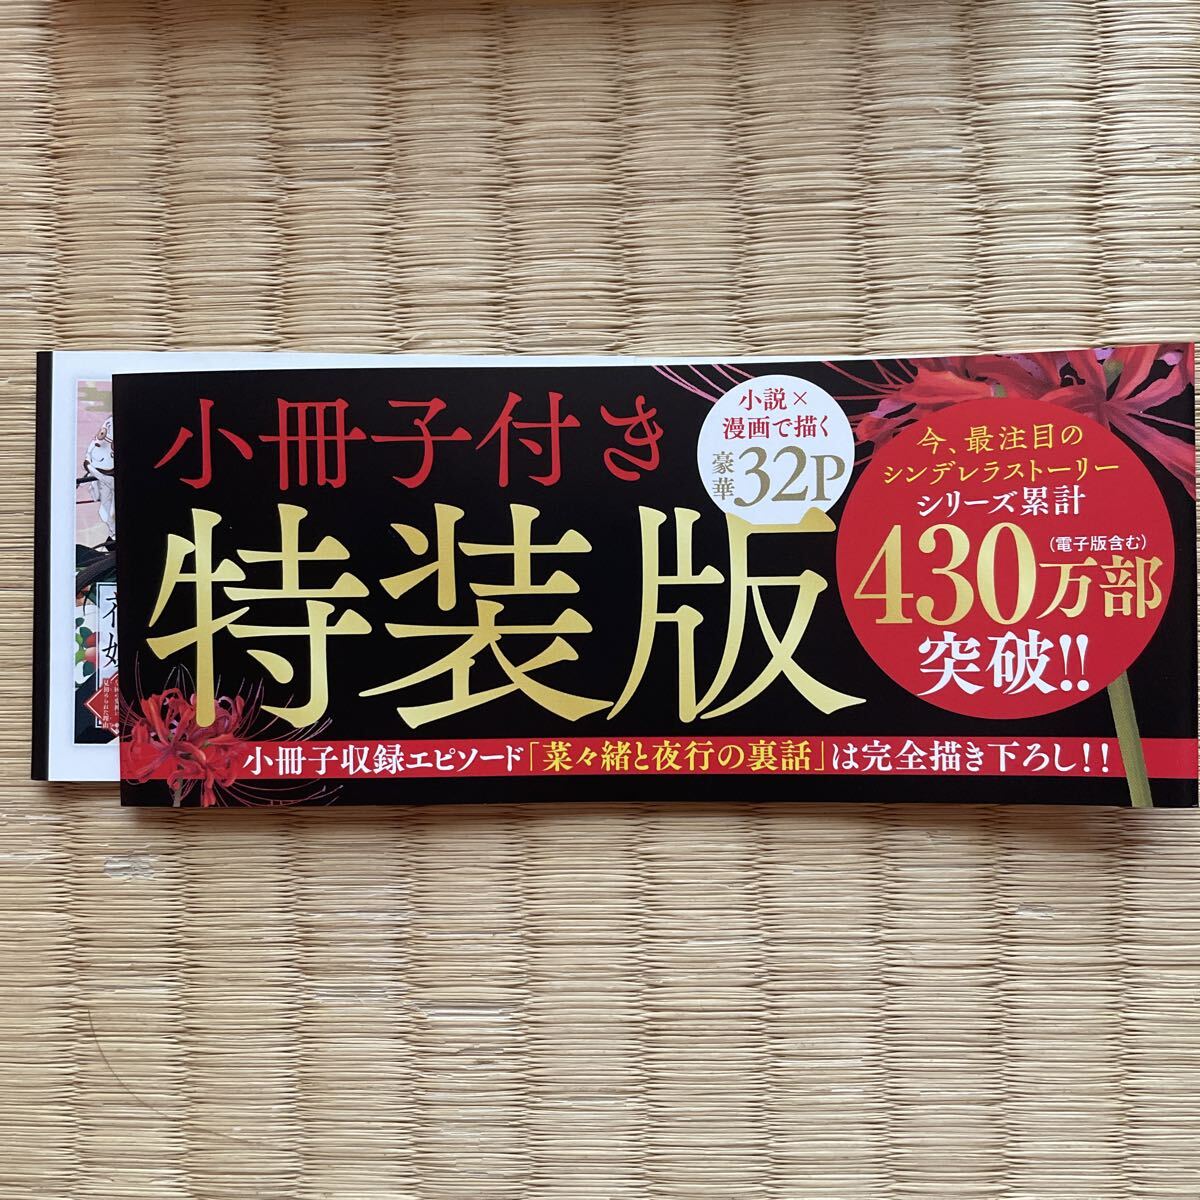 小冊子付き
特装版
小説×
漫画で描く
豪華32P
今、最注目の
シンデレラストーリー
シリーズ累計
(電子版含む)
430万部
突破!!
小冊子収録エピソード「菜々緒と夜行の裏話」は完全描き下ろし!!